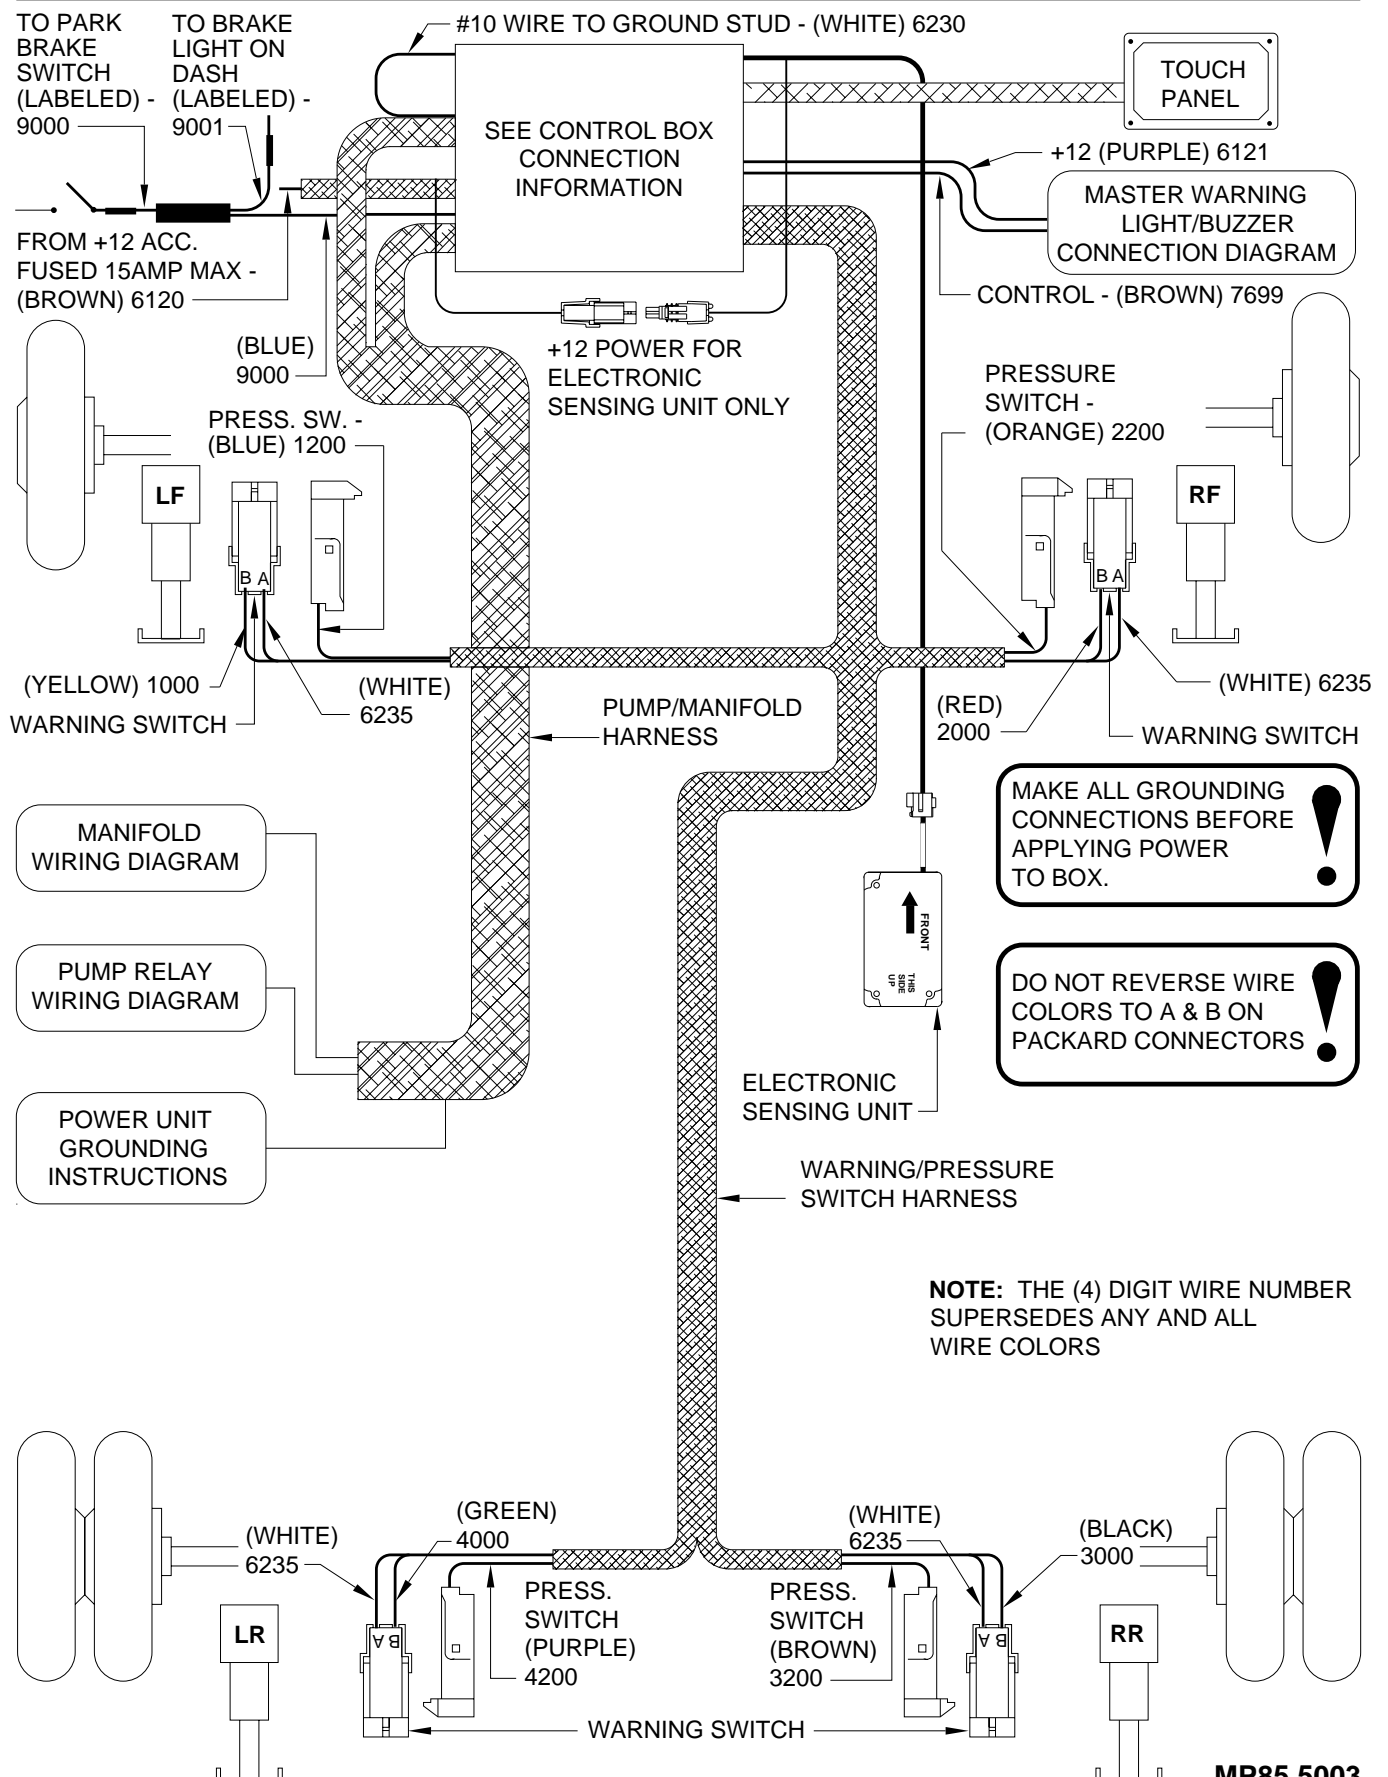 TO PARK
BRAKE
SWITCH
(LABELED) -
9000
TO BRAKE
LIGHT ON
DASH
(LABELED) -
9001
#10 WIRE TO GROUND STUD - (WHITE) 6230
SEE CONTROL BOX
CONNECTION
INFORMATION
TOUCH
PANEL
+12 (PURPLE) 6121
MASTER WARNING
LIGHT/BUZZER
CONNECTION DIAGRAM
CONTROL - (BROWN) 7699
FROM +12 ACC.
FUSED 15AMP MAX -
(BROWN) 6120
(BLUE)
9000
+12 POWER FOR
ELECTRONIC
SENSING UNIT ONLY
PRESS. SW. -
(BLUE) 1200
PRESSURE
SWITCH -
(ORANGE) 2200
LF
B A
RF
B A
(YELLOW) 1000
WARNING SWITCH
(WHITE)
6235
PUMP/MANIFOLD
HARNESS
(RED)
2000
(WHITE) 6235
WARNING SWITCH
MAKE ALL GROUNDING
CONNECTIONS BEFORE
APPLYING POWER
TO BOX.
!
MANIFOLD
WIRING DIAGRAM
FRONT
THIS
SIDE
UP
PUMP RELAY
WIRING DIAGRAM
DO NOT REVERSE WIRE
COLORS TO A & B ON
PACKARD CONNECTORS
!
ELECTRONIC
SENSING UNIT
POWER UNIT
GROUNDING
INSTRUCTIONS
WARNING/PRESSURE
SWITCH HARNESS
NOTE: THE (4) DIGIT WIRE NUMBER
SUPERSEDES ANY AND ALL
WIRE COLORS
(WHITE)
6235
(GREEN)
4000
(WHITE)
6235
(BLACK)
3000
PRESS.
SWITCH
(PURPLE)
4200
PRESS.
SWITCH
(BROWN)
3200
LR
A B
B A
RR
WARNING SWITCH
MP85.5003